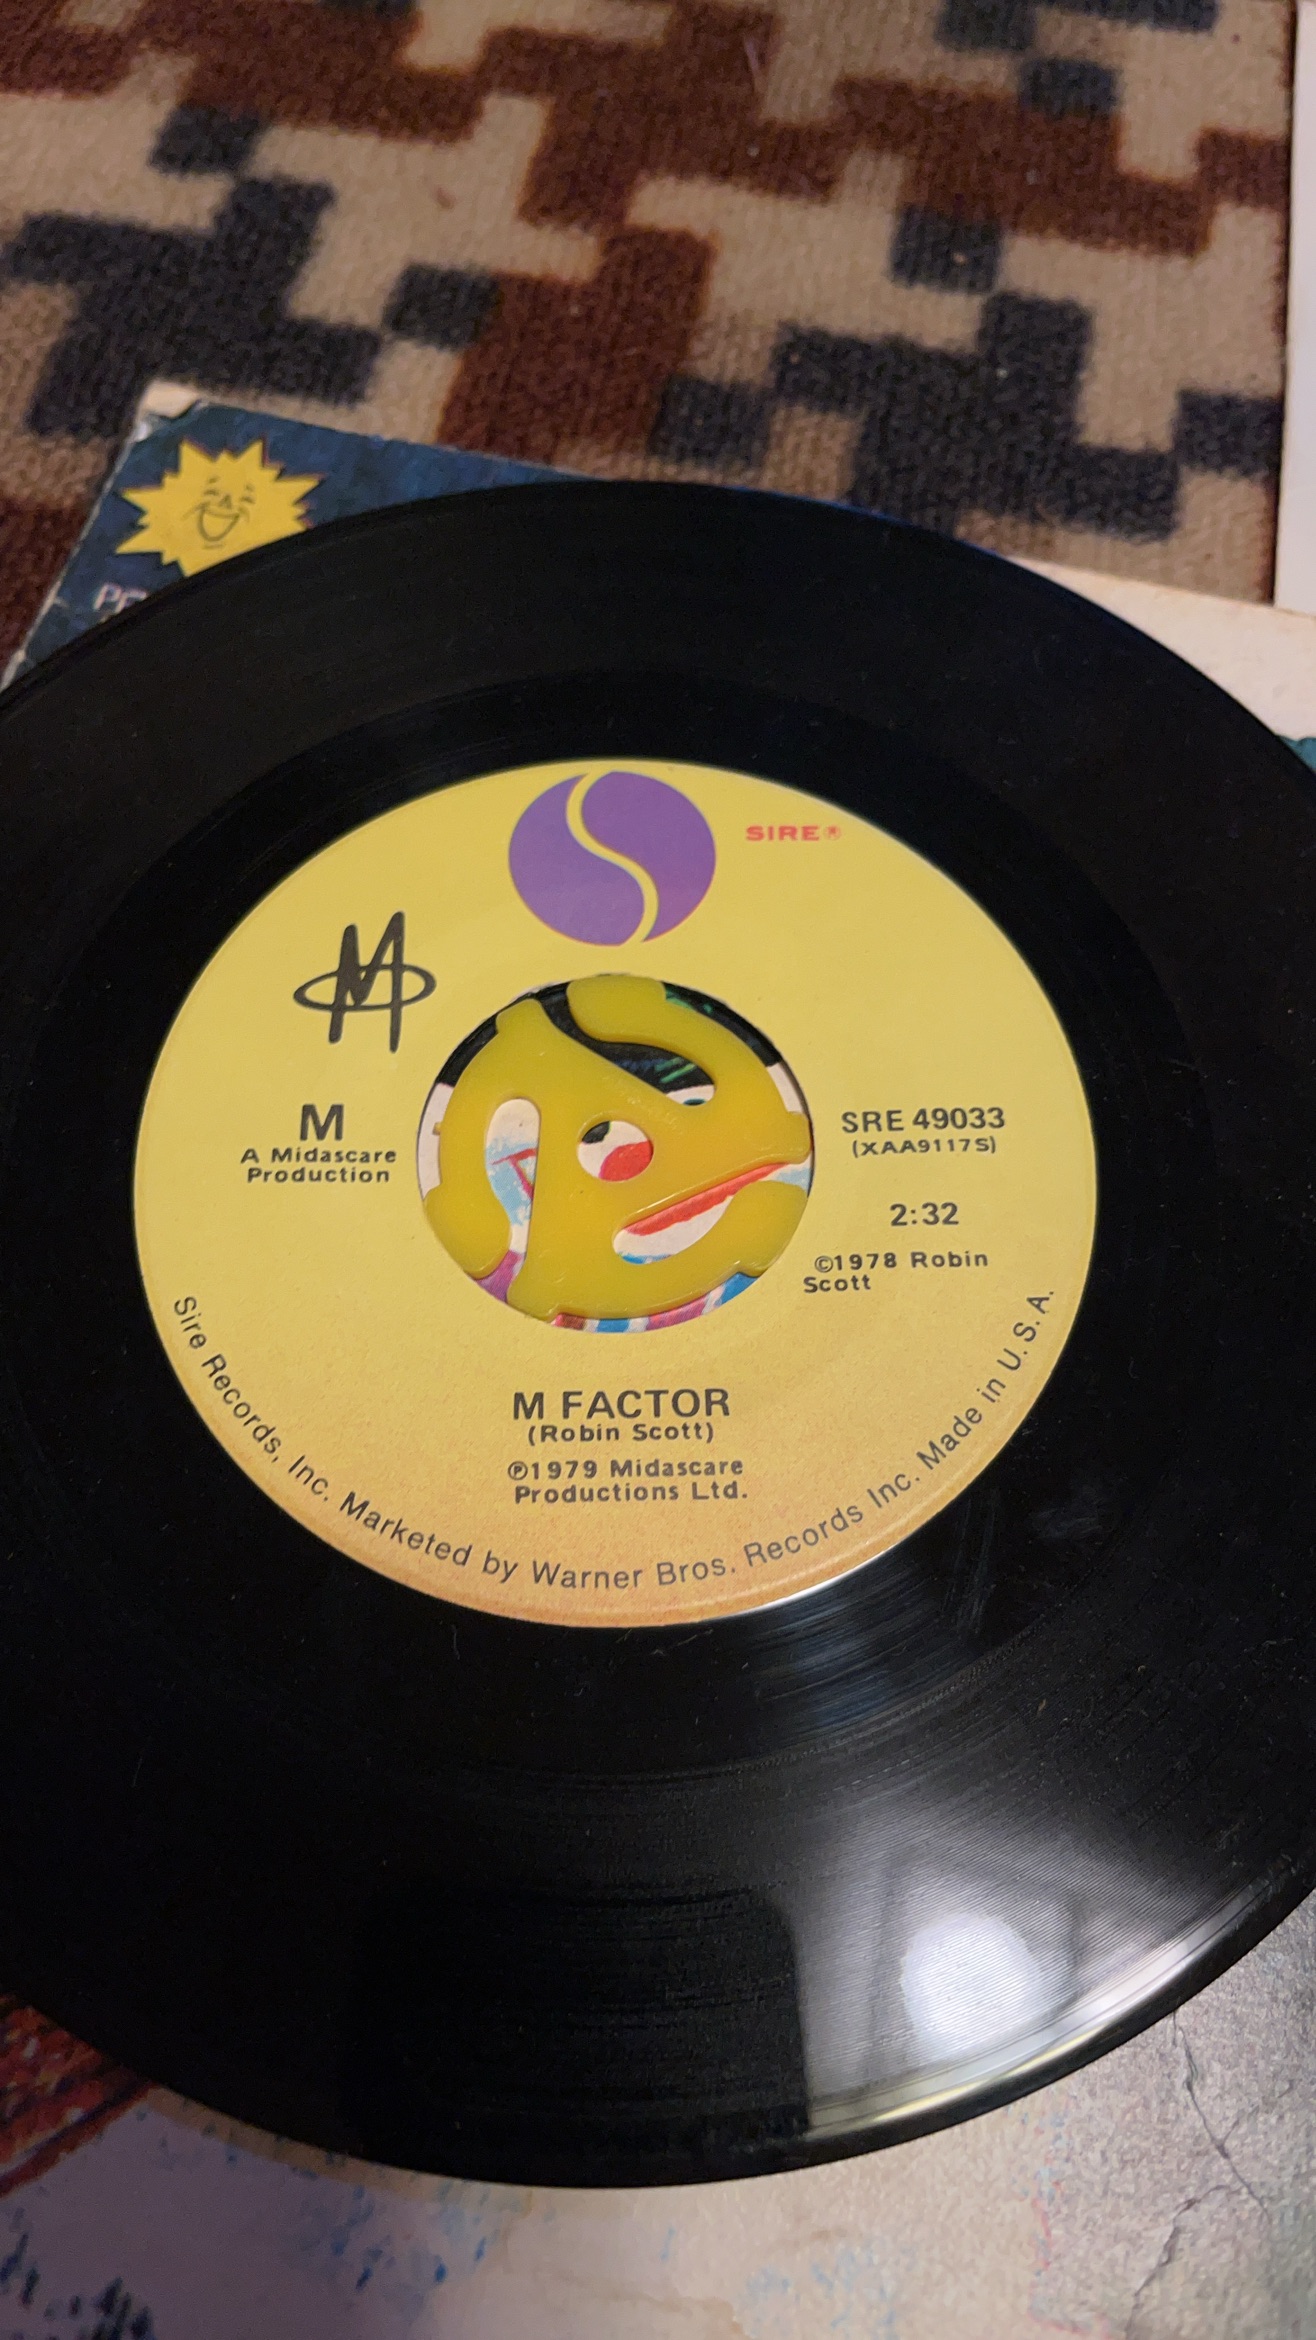 SIRE®
M
M
A Midascare
Production
SRE 49033
(XAA9117S)
2:32
©1978 Robin
Scott
M FACTOR
(Robin Scott)
℗1979 Midascare
Productions Ltd.
Sire Records, Inc. Marketed by Warner Bros. Records Inc. Made in U.S.A.